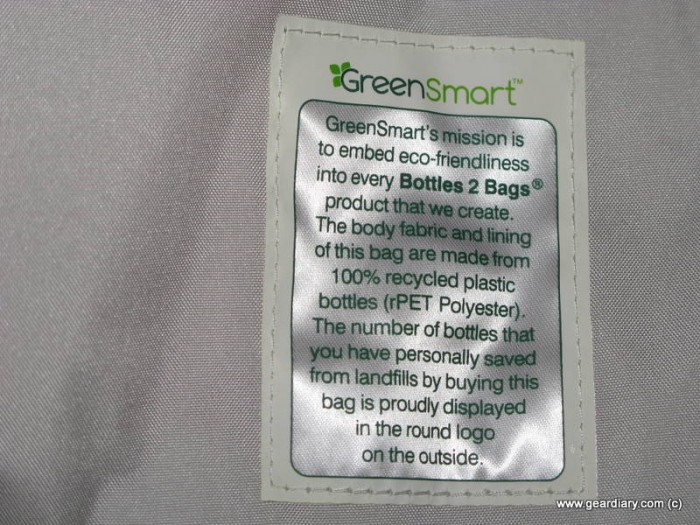 GreenSmart™
GreenSmart's mission is
to embed eco-friendliness
into every Bottles 2 Bags®
product that we create.
The body fabric and lining
of this bag are made from
100% recycled plastic
bottles (rPET Polyester).
The number of bottles that
you have personally saved
from landfills by buying this
bag is proudly displayed
in the round logo
on the outside.
www.geardiary.com (c)